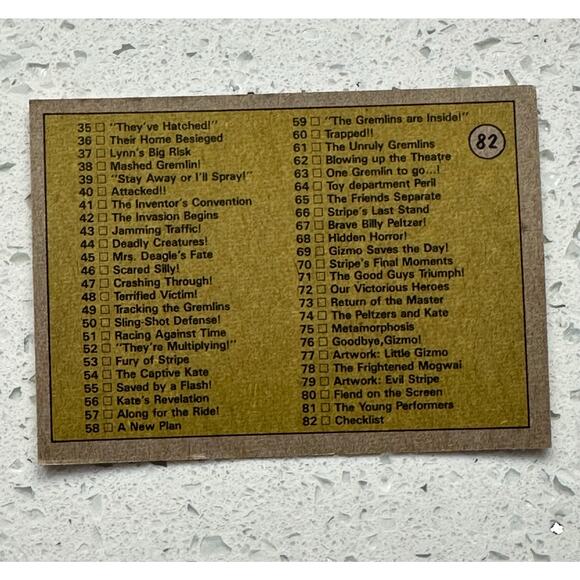 35 "They've Hatched!"
36 Their Home Besieged
37 Lynn's Big Risk
38 Mashed Gremlin!
39 "Stay Away or I'll Spray!"
40 Attacked!!
41 The Inventor's Convention
42 The Invasion Begins
43 Jamming Traffic!
44 Deadly Creatures!
45 Mrs. Deagle's Fate
46 Scared Silly!
47 Crashing Through!
48 Terrified Victim!
49 Tracking the Gremlins
50 Sling-Shot Defense!
51 Racing Against Time
52 "They're Multiplying!"
53 Fury of Stripe
54 The Captive Kate
55 Saved by a Flash!
56 Kate's Revelation
57 Along for the Ride!
58 A New Plan
59 "The Gremlins are Inside!"
60 Trapped!!
61 The Unruly Gremlins
62 Blowing up the Theatre
63 One Gremlin to go...!
64 Toy department Peril
65 The Friends Separate
66 Stripe's Last Stand
67 Brave Billy Peltzer!
68 Hidden Horror!
69 Gizmo Saves the Day!
70 Stripe's Final Moments
71 The Good Guys Triumph!
72 Our Victorious Heroes
73 Return of the Master
74 The Peltzers and Kate
75 Metamorphosis
76 Goodbye,Gizmo!
77 Artwork: Little Gizmo
78 The Frightened Mogwai
79 Artwork: Evil Stripe
80 Fiend on the Screen
81 The Young Performers
82 Checklist
82